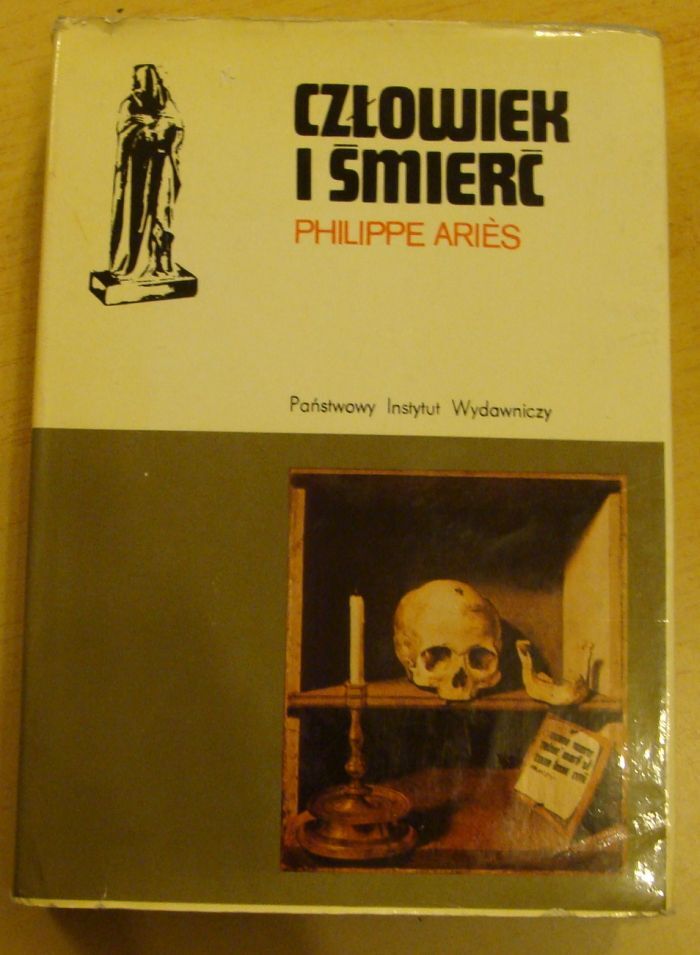 CZŁOWIEK
I ŚMIERĆ
PHILIPPE ARIÈS
Państwowy Instytut Wydawniczy